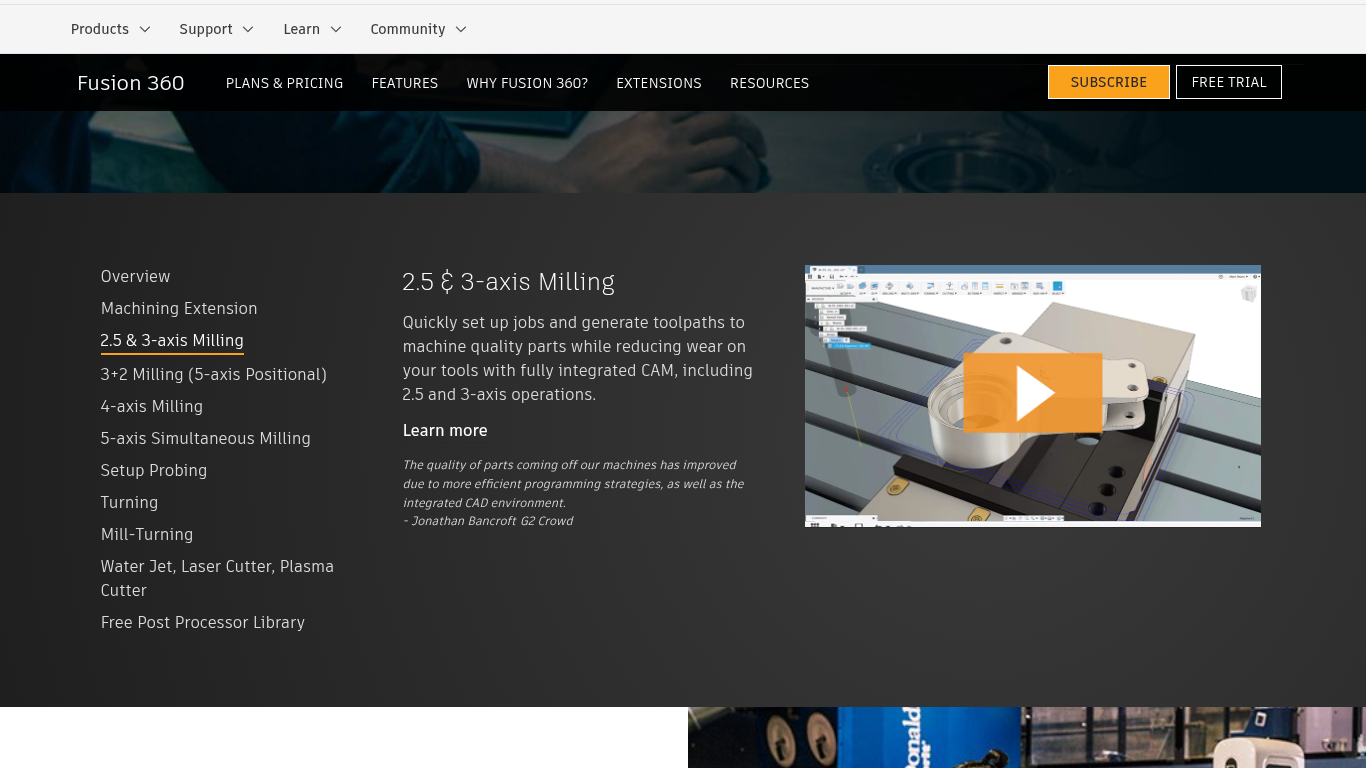 Products Support Learn Community
Fusion 360 PLANS & PRICING FEATURES WHY FUSION 360? EXTENSIONS RESOURCES SUBSCRIBE FREE TRIAL
Overview
Machining Extension
2.5 & 3-axis Milling
3+2 Milling (5-axis Positional)
4-axis Milling
5-axis Simultaneous Milling
Setup Probing
Turning
Mill-Turning
Water Jet, Laser Cutter, Plasma
Cutter
Free Post Processor Library
2.5 & 3-axis Milling
Quickly set up jobs and generate toolpaths to
machine quality parts while reducing wear on
your tools with fully integrated CAM, including
2.5 and 3-axis operations.
Learn more
The quality of parts coming off our machines has improved
due to more efficient programming strategies, as well as the
integrated CAD environment.
- Jonathan Bancroft G2 Crowd